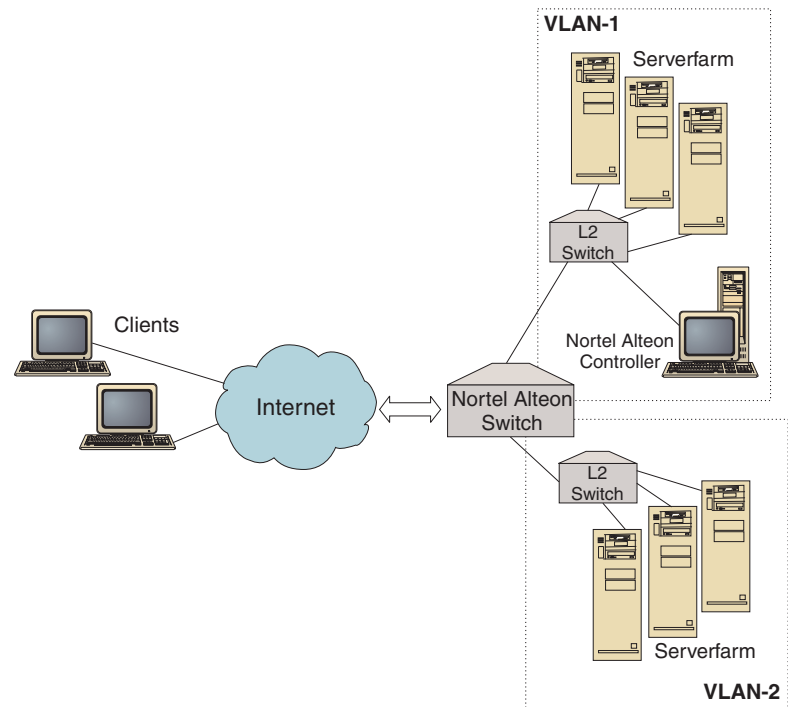 VLAN-1
Serverfarm
L2
Switch
Clients
Nortel Alteon
Controller
Internet
Nortel Alteon
Switch
L2
Switch
Serverfarm
VLAN-2